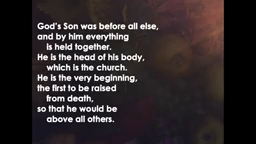 God's Son was before all else,
and by him everything
is held together.
He is the head of his body,
which is the church.
He is the very beginning,
the first to be raised
from death,
so that he would be
above all others.